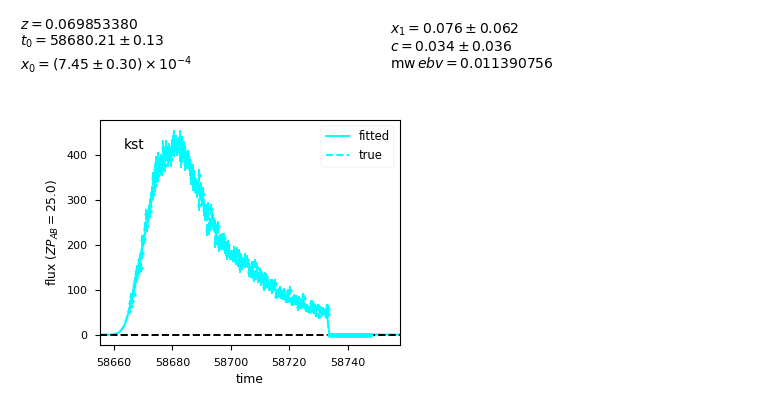 z = 0.069853380
t₀ = 58680.21 ± 0.13
x₀ = (7.45 ± 0.30) × 10⁻⁴
x₁ = 0.076 ± 0.062
c = 0.034 ± 0.036
mw ebv = 0.011390756
kst
fitted
true
flux (ZP_AB = 25.0)
400
300
200
100
0
58660 58680 58700 58720 58740
time